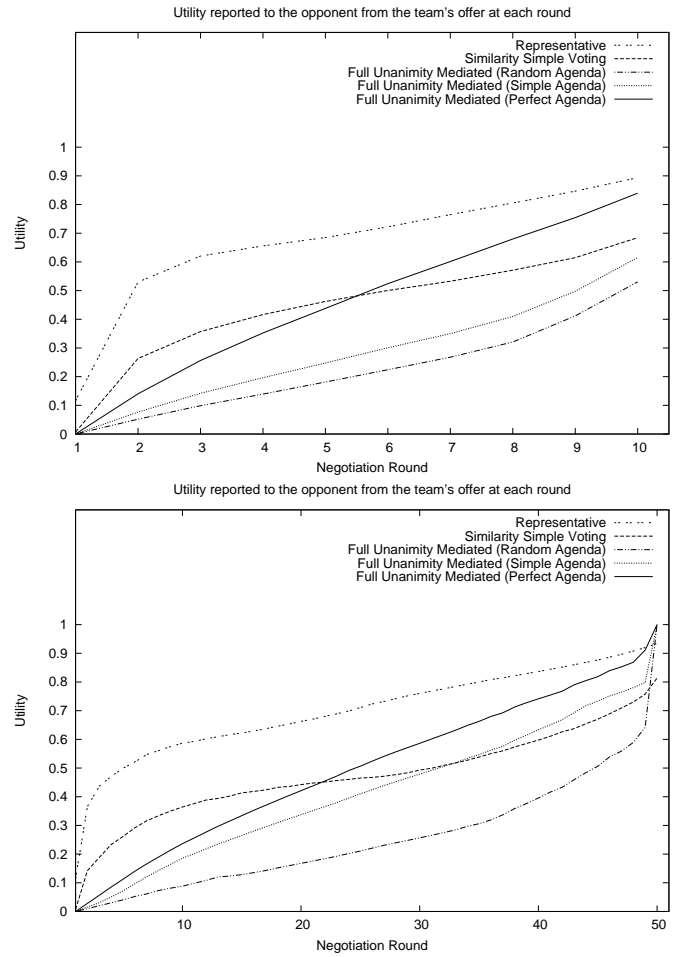 Utility reported to the opponent from the team's offer at each round
Representative
Similarity Simple Voting
Full Unanimity Mediated (Random Agenda)
Full Unanimity Mediated (Simple Agenda)
Full Unanimity Mediated (Perfect Agenda)
1
0.9
0.8
0.7
0.6
0.5
0.4
0.3
0.2
0.1
0
Utility
1 2 3 4 5 6 7 8 9 10
Negotiation Round
Utility reported to the opponent from the team's offer at each round
Representative
Similarity Simple Voting
Full Unanimity Mediated (Random Agenda)
Full Unanimity Mediated (Simple Agenda)
Full Unanimity Mediated (Perfect Agenda)
1
0.9
0.8
0.7
0.6
0.5
0.4
0.3
0.2
0.1
0
Utility
10 20 30 40 50
Negotiation Round